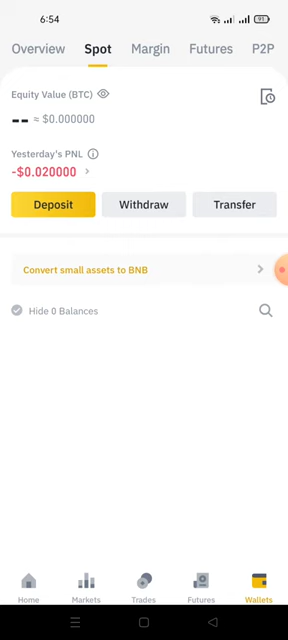 6:54
91
Overview Spot Margin Futures P2P
Equity Value (BTC)
-- ≈ $0.000000
Yesterday's PNL
-$0.020000
Deposit Withdraw Transfer
Convert small assets to BNB
Hide 0 Balances
Home Markets Trades Futures Wallets